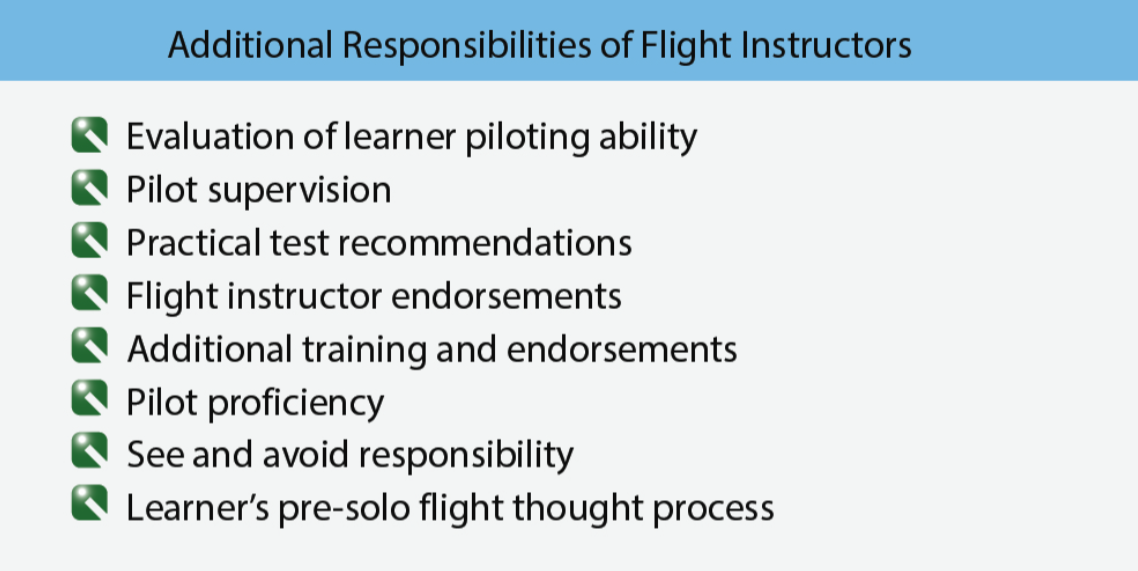 Additional Responsibilities of Flight Instructors
Evaluation of learner piloting ability
Pilot supervision
Practical test recommendations
Flight instructor endorsements
Additional training and endorsements
Pilot proficiency
See and avoid responsibility
Learner’s pre-solo flight thought process